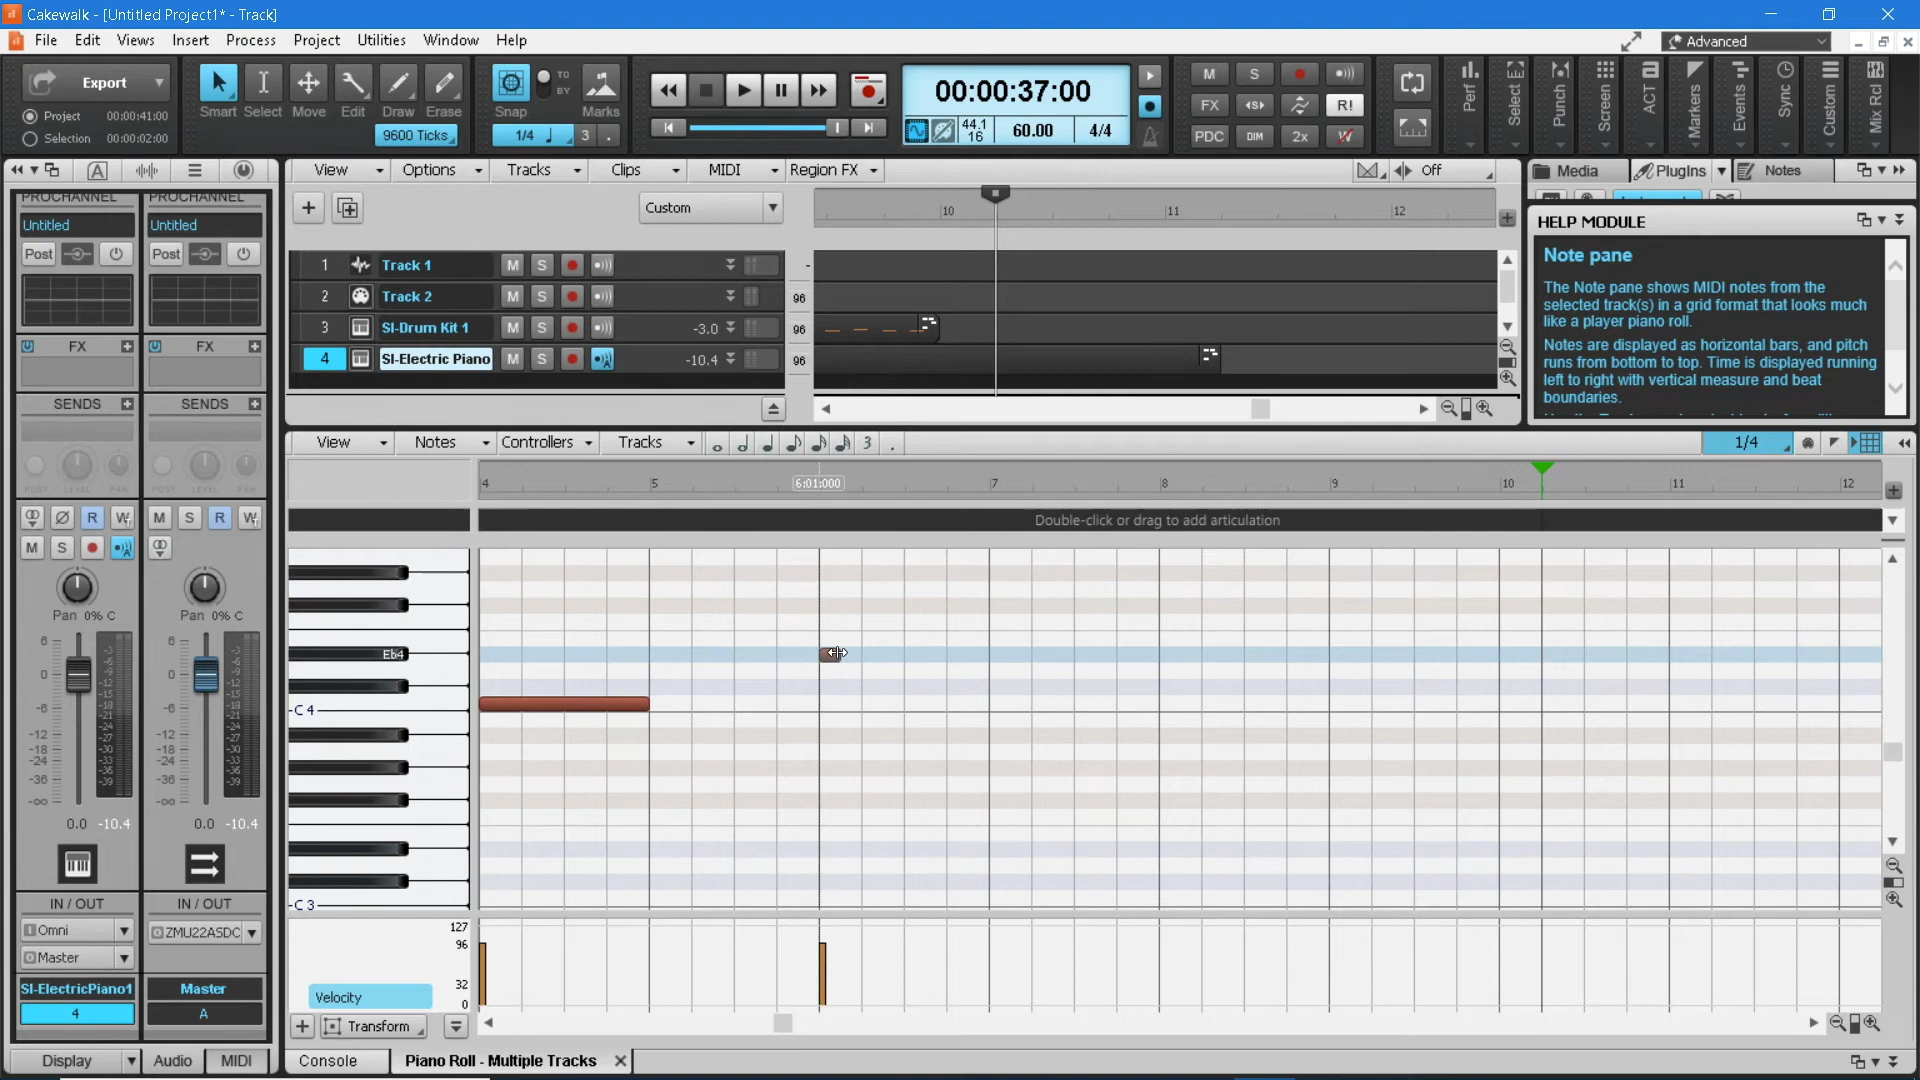 Cakewalk - [Untitled Project1* - Track]
File Edit Views Insert Process Project Utilities Window Help
Advanced
Export
Project 00:00:41:00
Selection 00:00:02:00
Smart Select Move Edit Draw Erase
9600 Ticks
Snap TO BY Marks
1/4 3 .
00:00:37:00
44.1 16 60.00 4/4
M S
FX R!
PDC DIM 2x
Perf Select Punch Screen ACT Markers Events Sync Custom Mix Rcl
View Options Tracks Clips MIDI Region FX Off
Media PlugIns Notes
PROCHANNEL PROCHANNEL
Untitled Untitled
Post Post
FX FX
SENDS SENDS
POST LEVEL PAN POST LEVEL PAN
R W M S R W
M S
Pan 0% C Pan 0% C
0.0 -10.4 0.0 -10.4
IN / OUT IN / OUT
Omni ZMU22ASDC
Master
SI-ElectricPiano1 Master
4 A
Display Audio MIDI
Custom
10 11 12
1 Track 1 M S -
2 Track 2 M S 96
3 SI-Drum Kit 1 M S -3.0 96
4 SI-Electric Piano M S -10.4 96
HELP MODULE
Note pane
The Note pane shows MIDI notes from the
selected track(s) in a grid format that looks much
like a player piano roll.
Notes are displayed as horizontal bars, and pitch
runs from bottom to top. Time is displayed running
left to right with vertical measure and beat
boundaries.
View Notes Controllers Tracks 3 . 1/4
4 5 6:01:000 7 8 9 10 11 12
Double-click or drag to add articulation
Eb4
C 4
C 3
127
96
32
0
Velocity
Transform
Console Piano Roll - Multiple Tracks